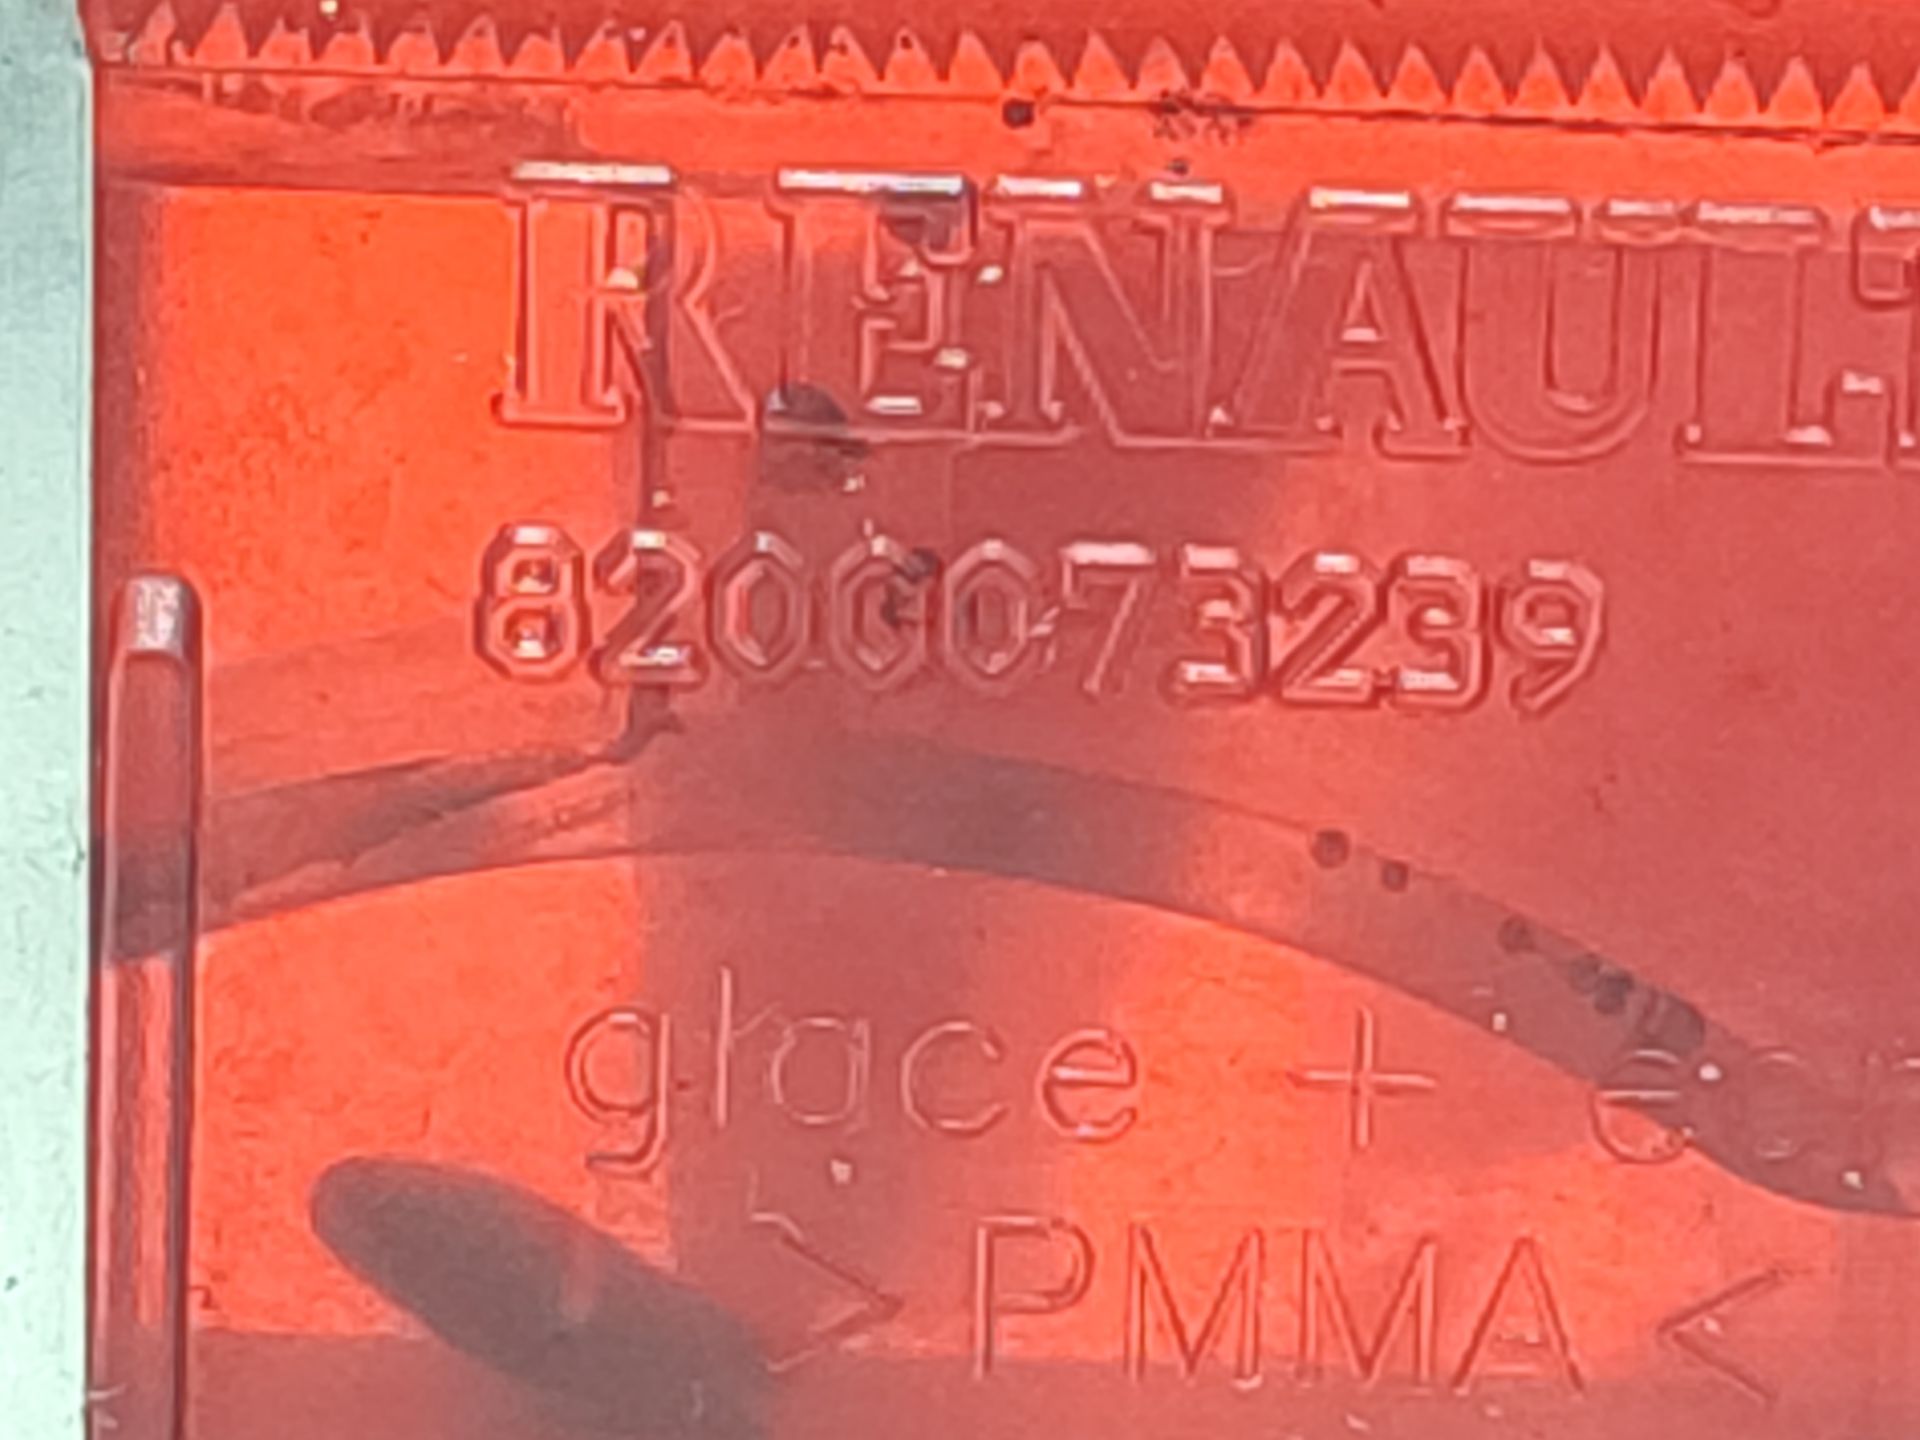 RENAULT
8200073239
glace +
>PMMA<